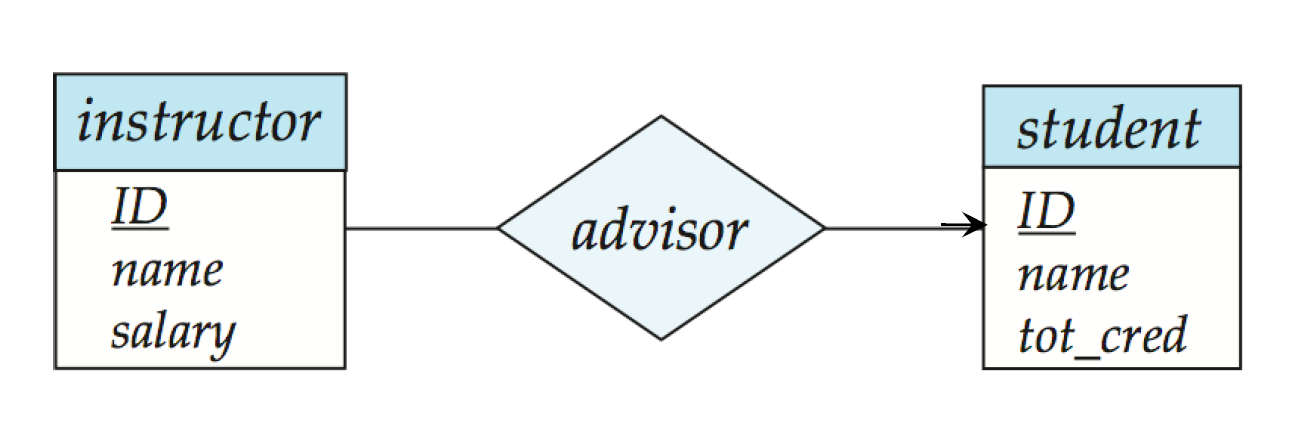 instructor
ID
name
salary
advisor
student
ID
name
tot_cred